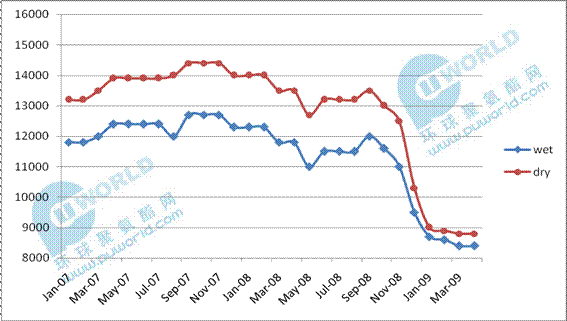 16000
15000
14000
13000
12000
11000
10000
9000
8000
Jan-07
Mar-07
May-07
Jul-07
Sep-07
Nov-07
Jan-08
Mar-08
May-08
Jul-08
Sep-08
Nov-08
Jan-09
Mar-09
wet
dry
U WORLD
环球聚氨酯网
www.puworld.com
U WORLD
环球聚氨酯网
www.puworld.com